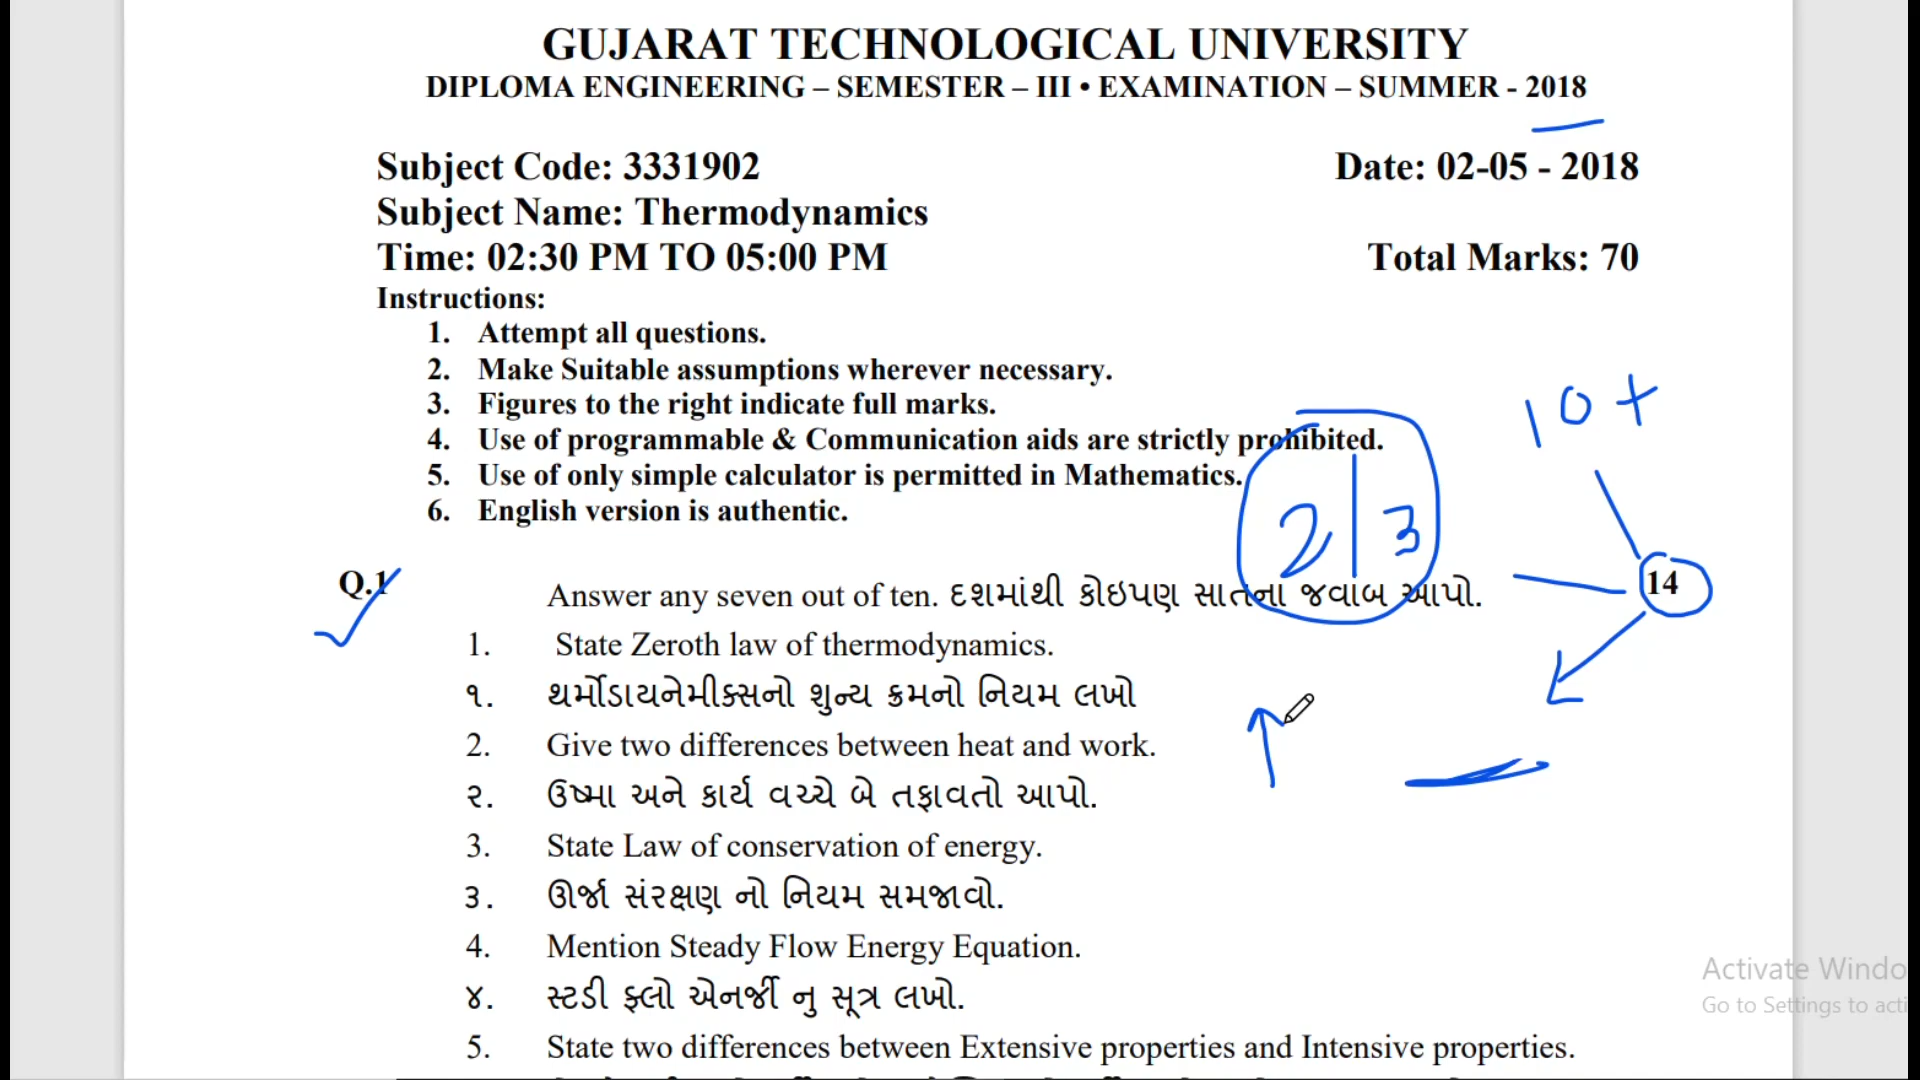 GUJARAT TECHNOLOGICAL UNIVERSITY
DIPLOMA ENGINEERING – SEMESTER – III • EXAMINATION – SUMMER - 2018
Subject Code: 3331902 Date: 02-05 - 2018
Subject Name: Thermodynamics
Time: 02:30 PM TO 05:00 PM Total Marks: 70
Instructions:
1. Attempt all questions.
2. Make Suitable assumptions wherever necessary.
3. Figures to the right indicate full marks.
10+
4. Use of programmable & Communication aids are strictly prohibited.
5. Use of only simple calculator is permitted in Mathematics.
6. English version is authentic.
2|3
Q.1 Answer any seven out of ten. દશમાંથી કોઇપણ સાતના જવાબ આપો. 14
1. State Zeroth law of thermodynamics.
૧. થર્મોડાયનેમીક્સનો શુન્ય ક્રમનો નિયમ લખો
2. Give two differences between heat and work.
૨. ઉષ્મા અને કાર્ય વચ્ચે બે તફાવતો આપો.
3. State Law of conservation of energy.
૩. ઊર્જા સંરક્ષણ નો નિયમ સમજાવો.
4. Mention Steady Flow Energy Equation.
૪. સ્ટડી ફ્લો એનર્જી નુ સૂત્ર લખો.
5. State two differences between Extensive properties and Intensive properties.
Activate Windo
Go to Settings to acti